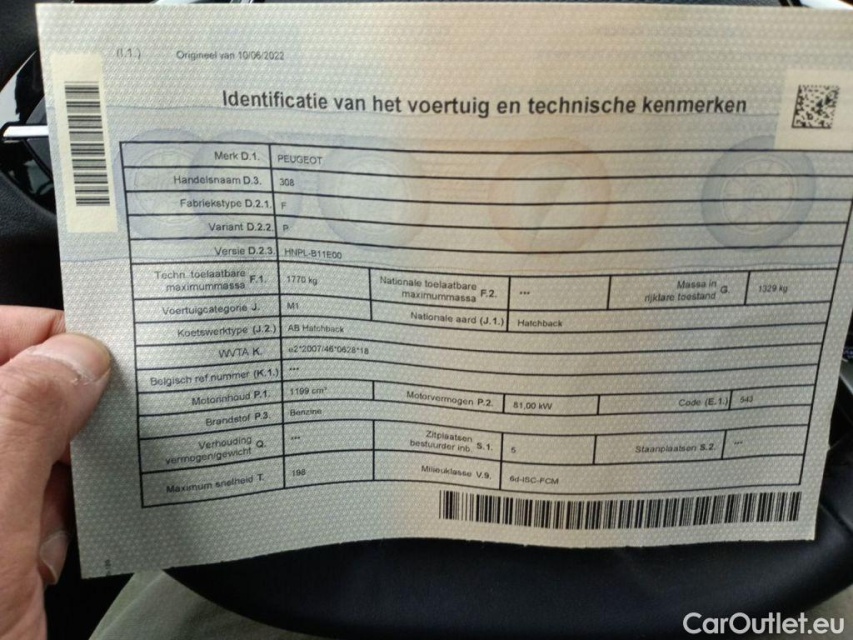 (I.1.) Origineel van 10/06/2022
Identificatie van het voertuig en technische kenmerken
Merk D.1. PEUGEOT
Handelsnaam D.3. 308
Fabriekstype D.2.1. F
Variant D.2.2. P
Versie D.2.3. HNPL-B11E00
Techn. toelaatbare maximummassa F.1. 1770 kg Nationale toelaatbare maximummassa F.2. --- Massa in rijklare toestand G. 1329 kg
Voertuigcategorie J. M1 Nationale aard (J.1.) Hatchback
Koetswerktype (J.2.) AB Hatchback
WVTA K. e2*2007/46*0628*18
Belgisch ref.nummer (K.1.) ---
Motorinhoud P.1. 1199 cm³ Motorvermogen P.2. 81,00 kW Code (E.1.) 543
Brandstof P.3. Benzine
Verhouding vermogen/gewicht Q. --- Zitplaatsen bestuurder inb. S.1. 5 Staanplaatsen S.2. ---
Maximum snelheid T. 198 Milieuklasse V.9. 6d-ISC-FCM
CarOutlet.eu